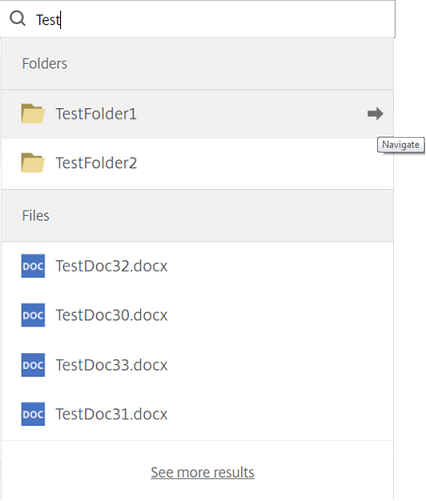 Test
Folders
TestFolder1
Navigate
TestFolder2
Files
DOC TestDoc32.docx
DOC TestDoc30.docx
DOC TestDoc33.docx
DOC TestDoc31.docx
See more results